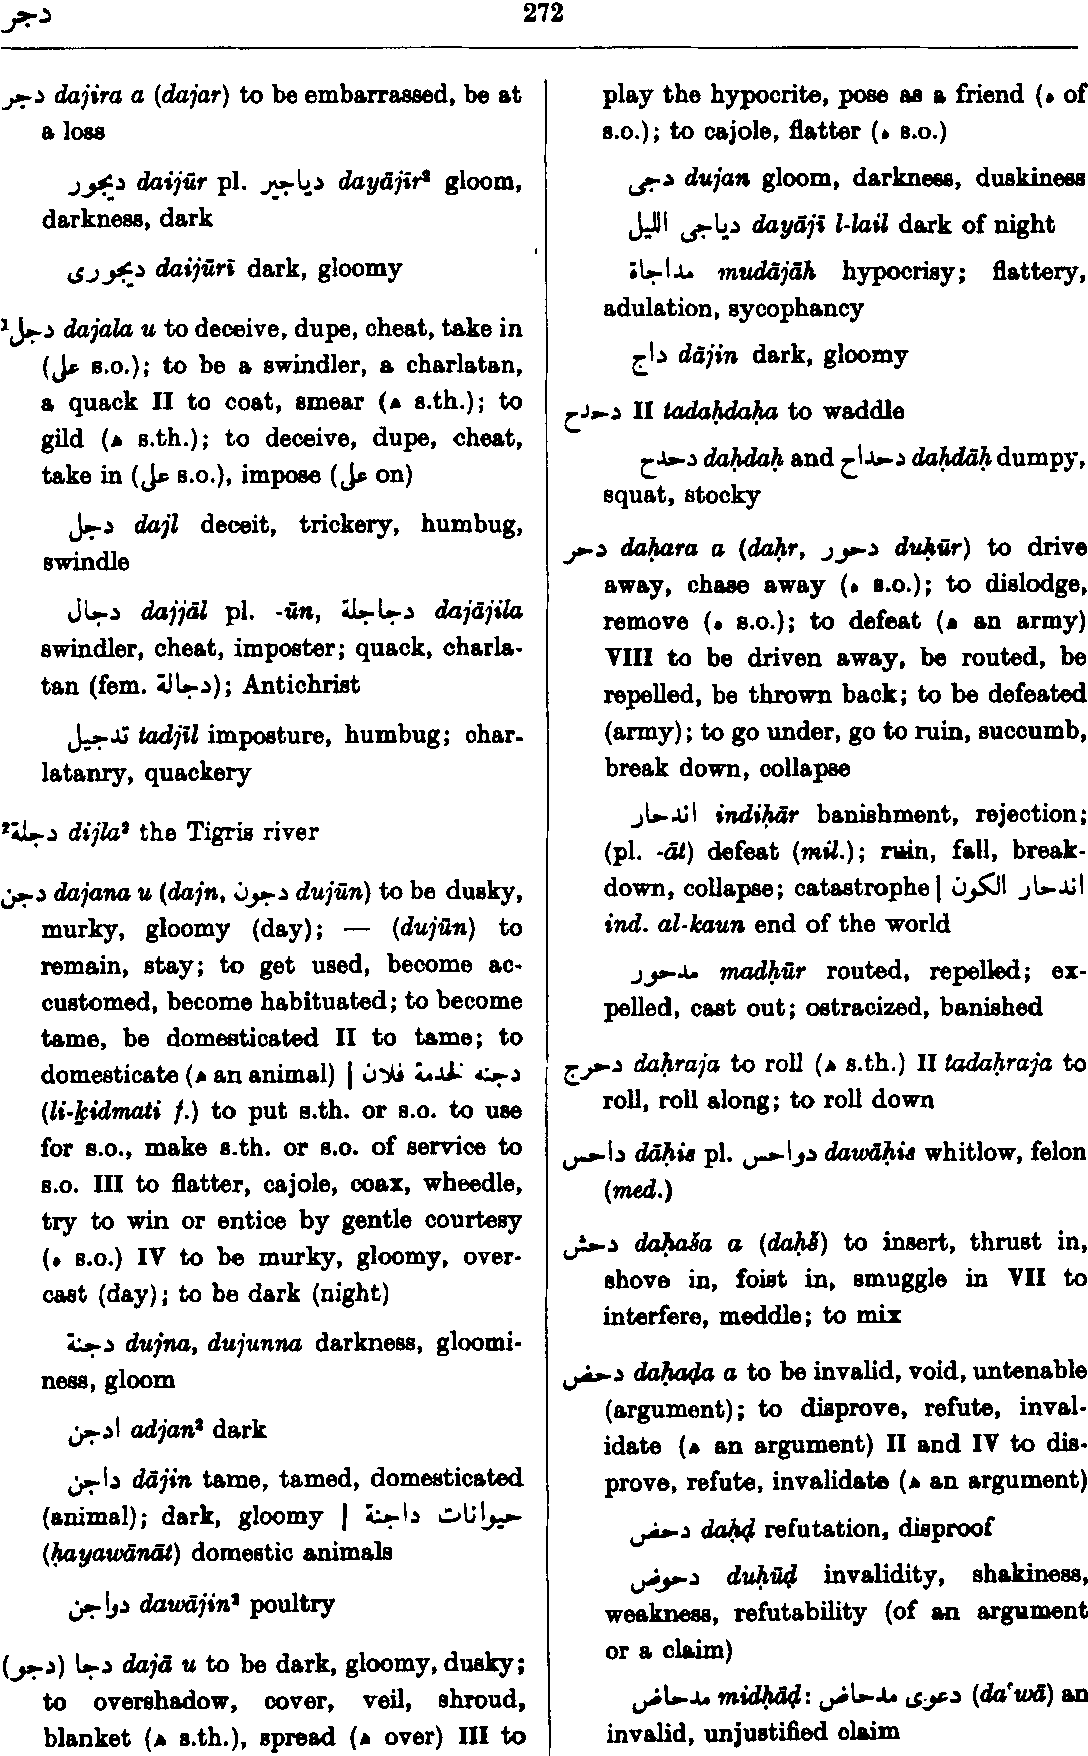 دجر
272
دجر dajira a (dajar) to be embarrassed, be at
a loss
ديجور daijūr pl. دياجير dayājīr² gloom,
darkness, dark
ديجورى daijūrī dark, gloomy
¹دجل dajala u to deceive, dupe, cheat, take in
(على s.o.); to be a swindler, a charlatan,
a quack II to coat, smear (ه s.th.); to
gild (ه s.th.); to deceive, dupe, cheat,
take in (على s.o.), impose (على on)
دجل dajl deceit, trickery, humbug,
swindle
دجال dajjāl pl. -ūn, دجاجلة dajājila
swindler, cheat, imposter; quack, charla-
tan (fem. دجالة); Antichrist
تدجيل tadjīl imposture, humbug; char-
latanry, quackery
²دجلة dijla² the Tigris river
دجن dajana u (dajn, دجون dujūn) to be dusky,
murky, gloomy (day); — (dujūn) to
remain, stay; to get used, become ac-
customed, become habituated; to become
tame, be domesticated II to tame; to
domesticate (ه an animal) | دجنه لخدمة فلان
(li-ḵidmati f.) to put s.th. or s.o. to use
for s.o., make s.th. or s.o. of service to
s.o. III to flatter, cajole, coax, wheedle,
try to win or entice by gentle courtesy
(ه s.o.) IV to be murky, gloomy, over-
cast (day); to be dark (night)
دجنة dujna, dujunna darkness, gloomi-
ness, gloom
ادجن adjan² dark
داجن dājin tame, tamed, domesticated
(animal); dark, gloomy | حيوانات داجنة
(ḥayawānāt) domestic animals
دواجن dawājin² poultry
(دجو) دجا dajā u to be dark, gloomy, dusky;
to overshadow, cover, veil, shroud,
blanket (ه s.th.), spread (ه over) III to
play the hypocrite, pose as a friend (ه of
s.o.); to cajole, flatter (ه s.o.)
دجى dujan gloom, darkness, duskiness
دياجى الليل dayājī l-lail dark of night
مداجاة mudājāh hypocrisy; flattery,
adulation, sycophancy
داج dājin dark, gloomy
دحدح II tadaḥdaḥa to waddle
دحدح daḥdaḥ and دحداح daḥdāḥ dumpy,
squat, stocky
دحر daḥara a (daḥr, دحور duḥūr) to drive
away, chase away (ه s.o.); to dislodge,
remove (ه s.o.); to defeat (ه an army)
VIII to be driven away, be routed, be
repelled, be thrown back; to be defeated
(army); to go under, go to ruin, succumb,
break down, collapse
اندحار indiḥār banishment, rejection;
(pl. -āt) defeat (mil.); ruin, fall, break-
down, collapse; catastrophe | اندحار الكون
ind. al-kaun end of the world
مدحور madḥūr routed, repelled; ex-
pelled, cast out; ostracized, banished
دحرج daḥraja to roll (ه s.th.) II tadaḥraja to
roll, roll along; to roll down
داحس dāḥis pl. دواحس dawāḥis whitlow, felon
(med.)
دحش daḥaša a (daḥš) to insert, thrust in,
shove in, foist in, smuggle in VII to
interfere, meddle; to mix
دحض daḥaḍa a to be invalid, void, untenable
(argument); to disprove, refute, inval-
idate (ه an argument) II and IV to dis-
prove, refute, invalidate (ه an argument)
دحض daḥḍ refutation, disproof
دحوض duḥūḍ invalidity, shakiness,
weakness, refutability (of an argument
or a claim)
مدحاض midḥāḍ: دعوى مدحاض (da‘wā) an
invalid, unjustified claim